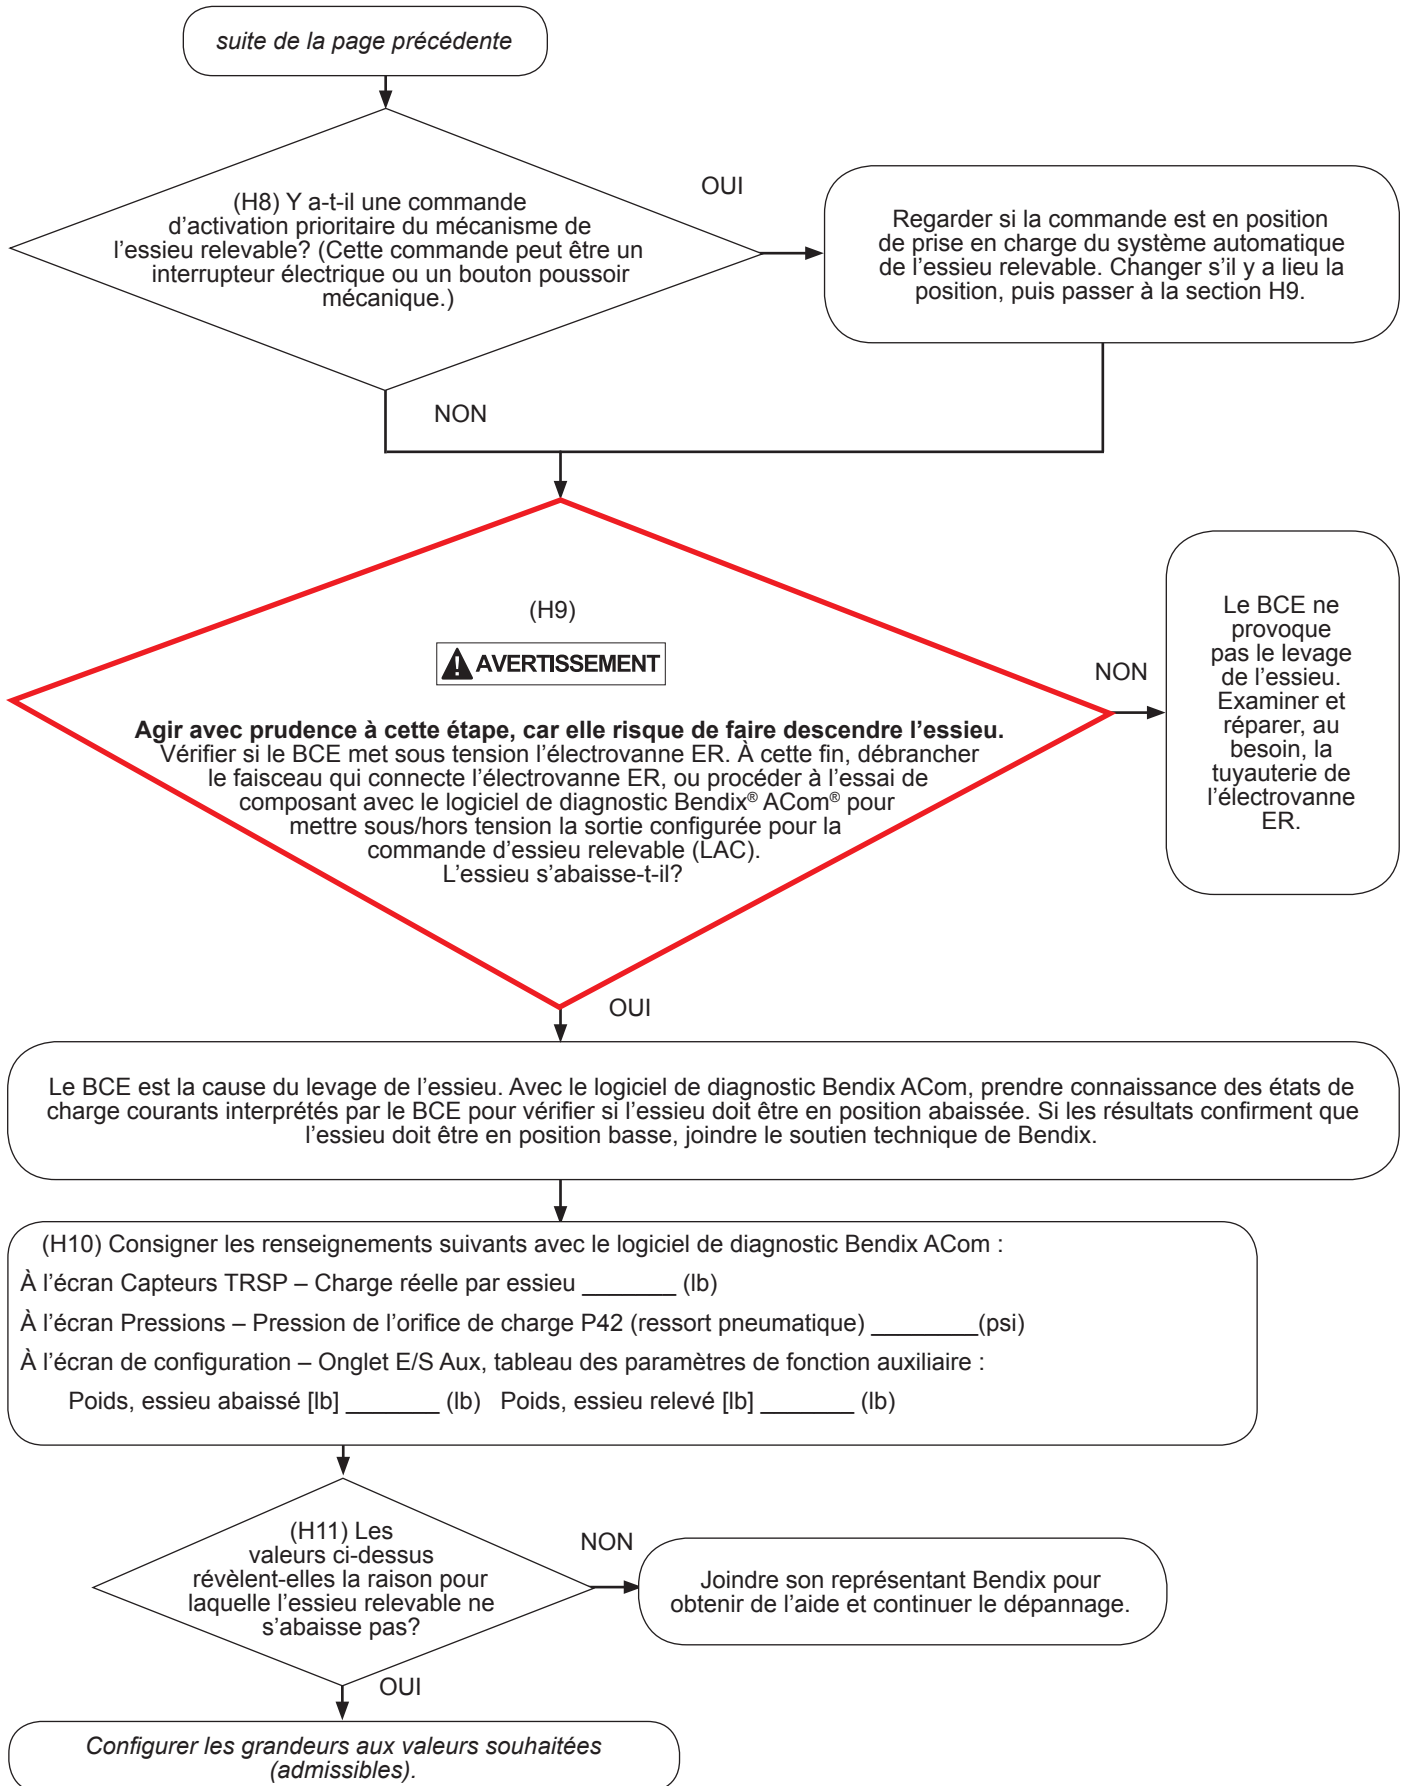 suite de la page précédente
(H8) Y a-t-il une commande
d’activation prioritaire du mécanisme de
l’essieu relevable? (Cette commande peut être un
interrupteur électrique ou un bouton poussoir
mécanique.)
OUI
Regarder si la commande est en position
de prise en charge du système automatique
de l’essieu relevable. Changer s’il y a lieu la
position, puis passer à la section H9.
NON
(H9)
AVERTISSEMENT
Agir avec prudence à cette étape, car elle risque de faire descendre l’essieu.
Vérifier si le BCE met sous tension l’électrovanne ER. À cette fin, débrancher
le faisceau qui connecte l’électrovanne ER, ou procéder à l’essai de
composant avec le logiciel de diagnostic Bendix® ACom® pour
mettre sous/hors tension la sortie configurée pour la
commande d’essieu relevable (LAC).
L’essieu s’abaisse-t-il?
NON
Le BCE ne
provoque
pas le levage
de l’essieu.
Examiner et
réparer, au
besoin, la
tuyauterie de
l’électrovanne
ER.
OUI
Le BCE est la cause du levage de l’essieu. Avec le logiciel de diagnostic Bendix ACom, prendre connaissance des états de
charge courants interprétés par le BCE pour vérifier si l’essieu doit être en position abaissée. Si les résultats confirment que
l’essieu doit être en position basse, joindre le soutien technique de Bendix.
(H10) Consigner les renseignements suivants avec le logiciel de diagnostic Bendix ACom :
À l’écran Capteurs TRSP – Charge réelle par essieu _______ (lb)
À l’écran Pressions – Pression de l’orifice de charge P42 (ressort pneumatique) ________(psi)
À l’écran de configuration – Onglet E/S Aux, tableau des paramètres de fonction auxiliaire :
Poids, essieu abaissé [lb] _______ (lb) Poids, essieu relevé [lb] _______ (lb)
(H11) Les
valeurs ci-dessus
révèlent-elles la raison pour
laquelle l’essieu relevable ne
s’abaisse pas?
NON
Joindre son représentant Bendix pour
obtenir de l’aide et continuer le dépannage.
OUI
Configurer les grandeurs aux valeurs souhaitées
(admissibles).